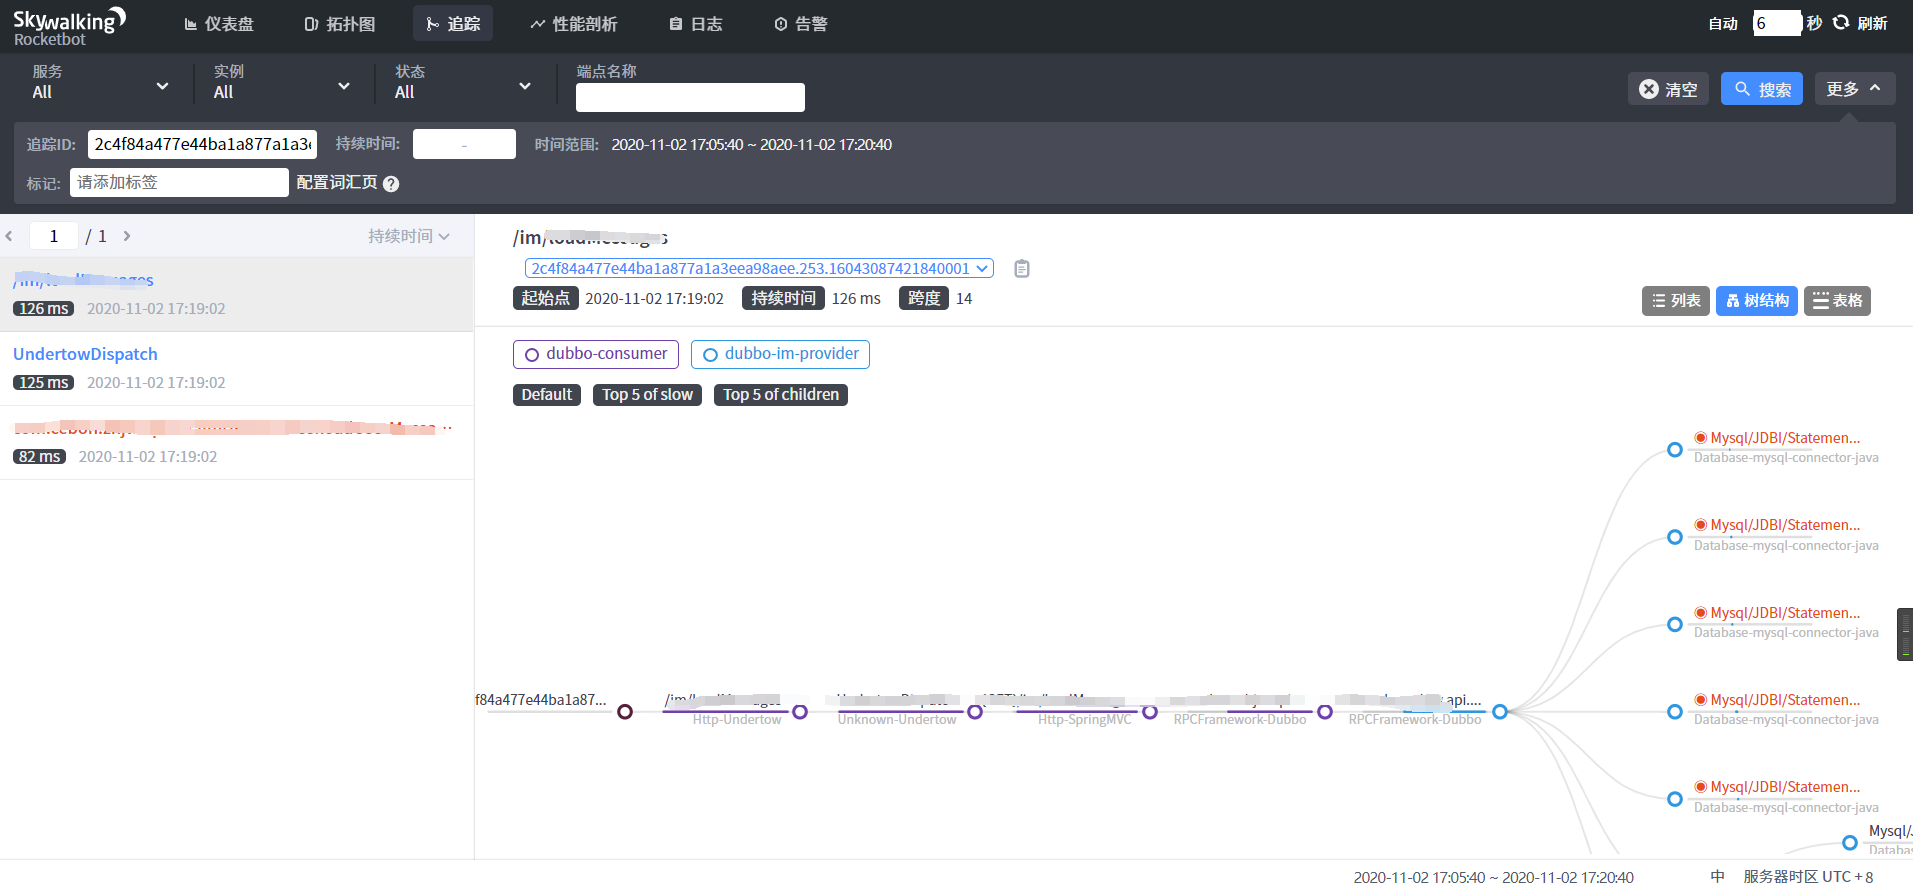 Skywalking
Rocketbot
仪表盘
拓扑图
追踪
性能剖析
日志
告警
自动 6 秒 刷新
服务
All
实例
All
状态
All
端点名称
清空
搜索
更多
追踪ID: 2c4f84a477e44ba1a877a1a3e
持续时间: -
时间范围: 2020-11-02 17:05:40 ~ 2020-11-02 17:20:40
标记: 请添加标签
配置词汇页 ?
1 / 1
持续时间
126 ms 2020-11-02 17:19:02
UndertowDispatch
125 ms 2020-11-02 17:19:02
82 ms 2020-11-02 17:19:02
/im/
2c4f84a477e44ba1a877a1a3eea98aee.253.16043087421840001
起始点 2020-11-02 17:19:02 持续时间 126 ms 跨度 14
列表 树结构 表格
dubbo-consumer dubbo-im-provider
Default Top 5 of slow Top 5 of children
Mysql/JDBI/Statemen...
Database-mysql-connector-java
Mysql/JDBI/Statemen...
Database-mysql-connector-java
Mysql/JDBI/Statemen...
Database-mysql-connector-java
f84a477e44ba1a87...
Http-Undertow
Unknown-Undertow
Http-SpringMVC
RPCFramework-Dubbo
api....
RPCFramework-Dubbo
Mysql/JDBI/Statemen...
Database-mysql-connector-java
Mysql/JDBI/Statemen...
Database-mysql-connector-java
Mysql/J
Databas
2020-11-02 17:05:40 ~ 2020-11-02 17:20:40
中
服务器时区 UTC + 8